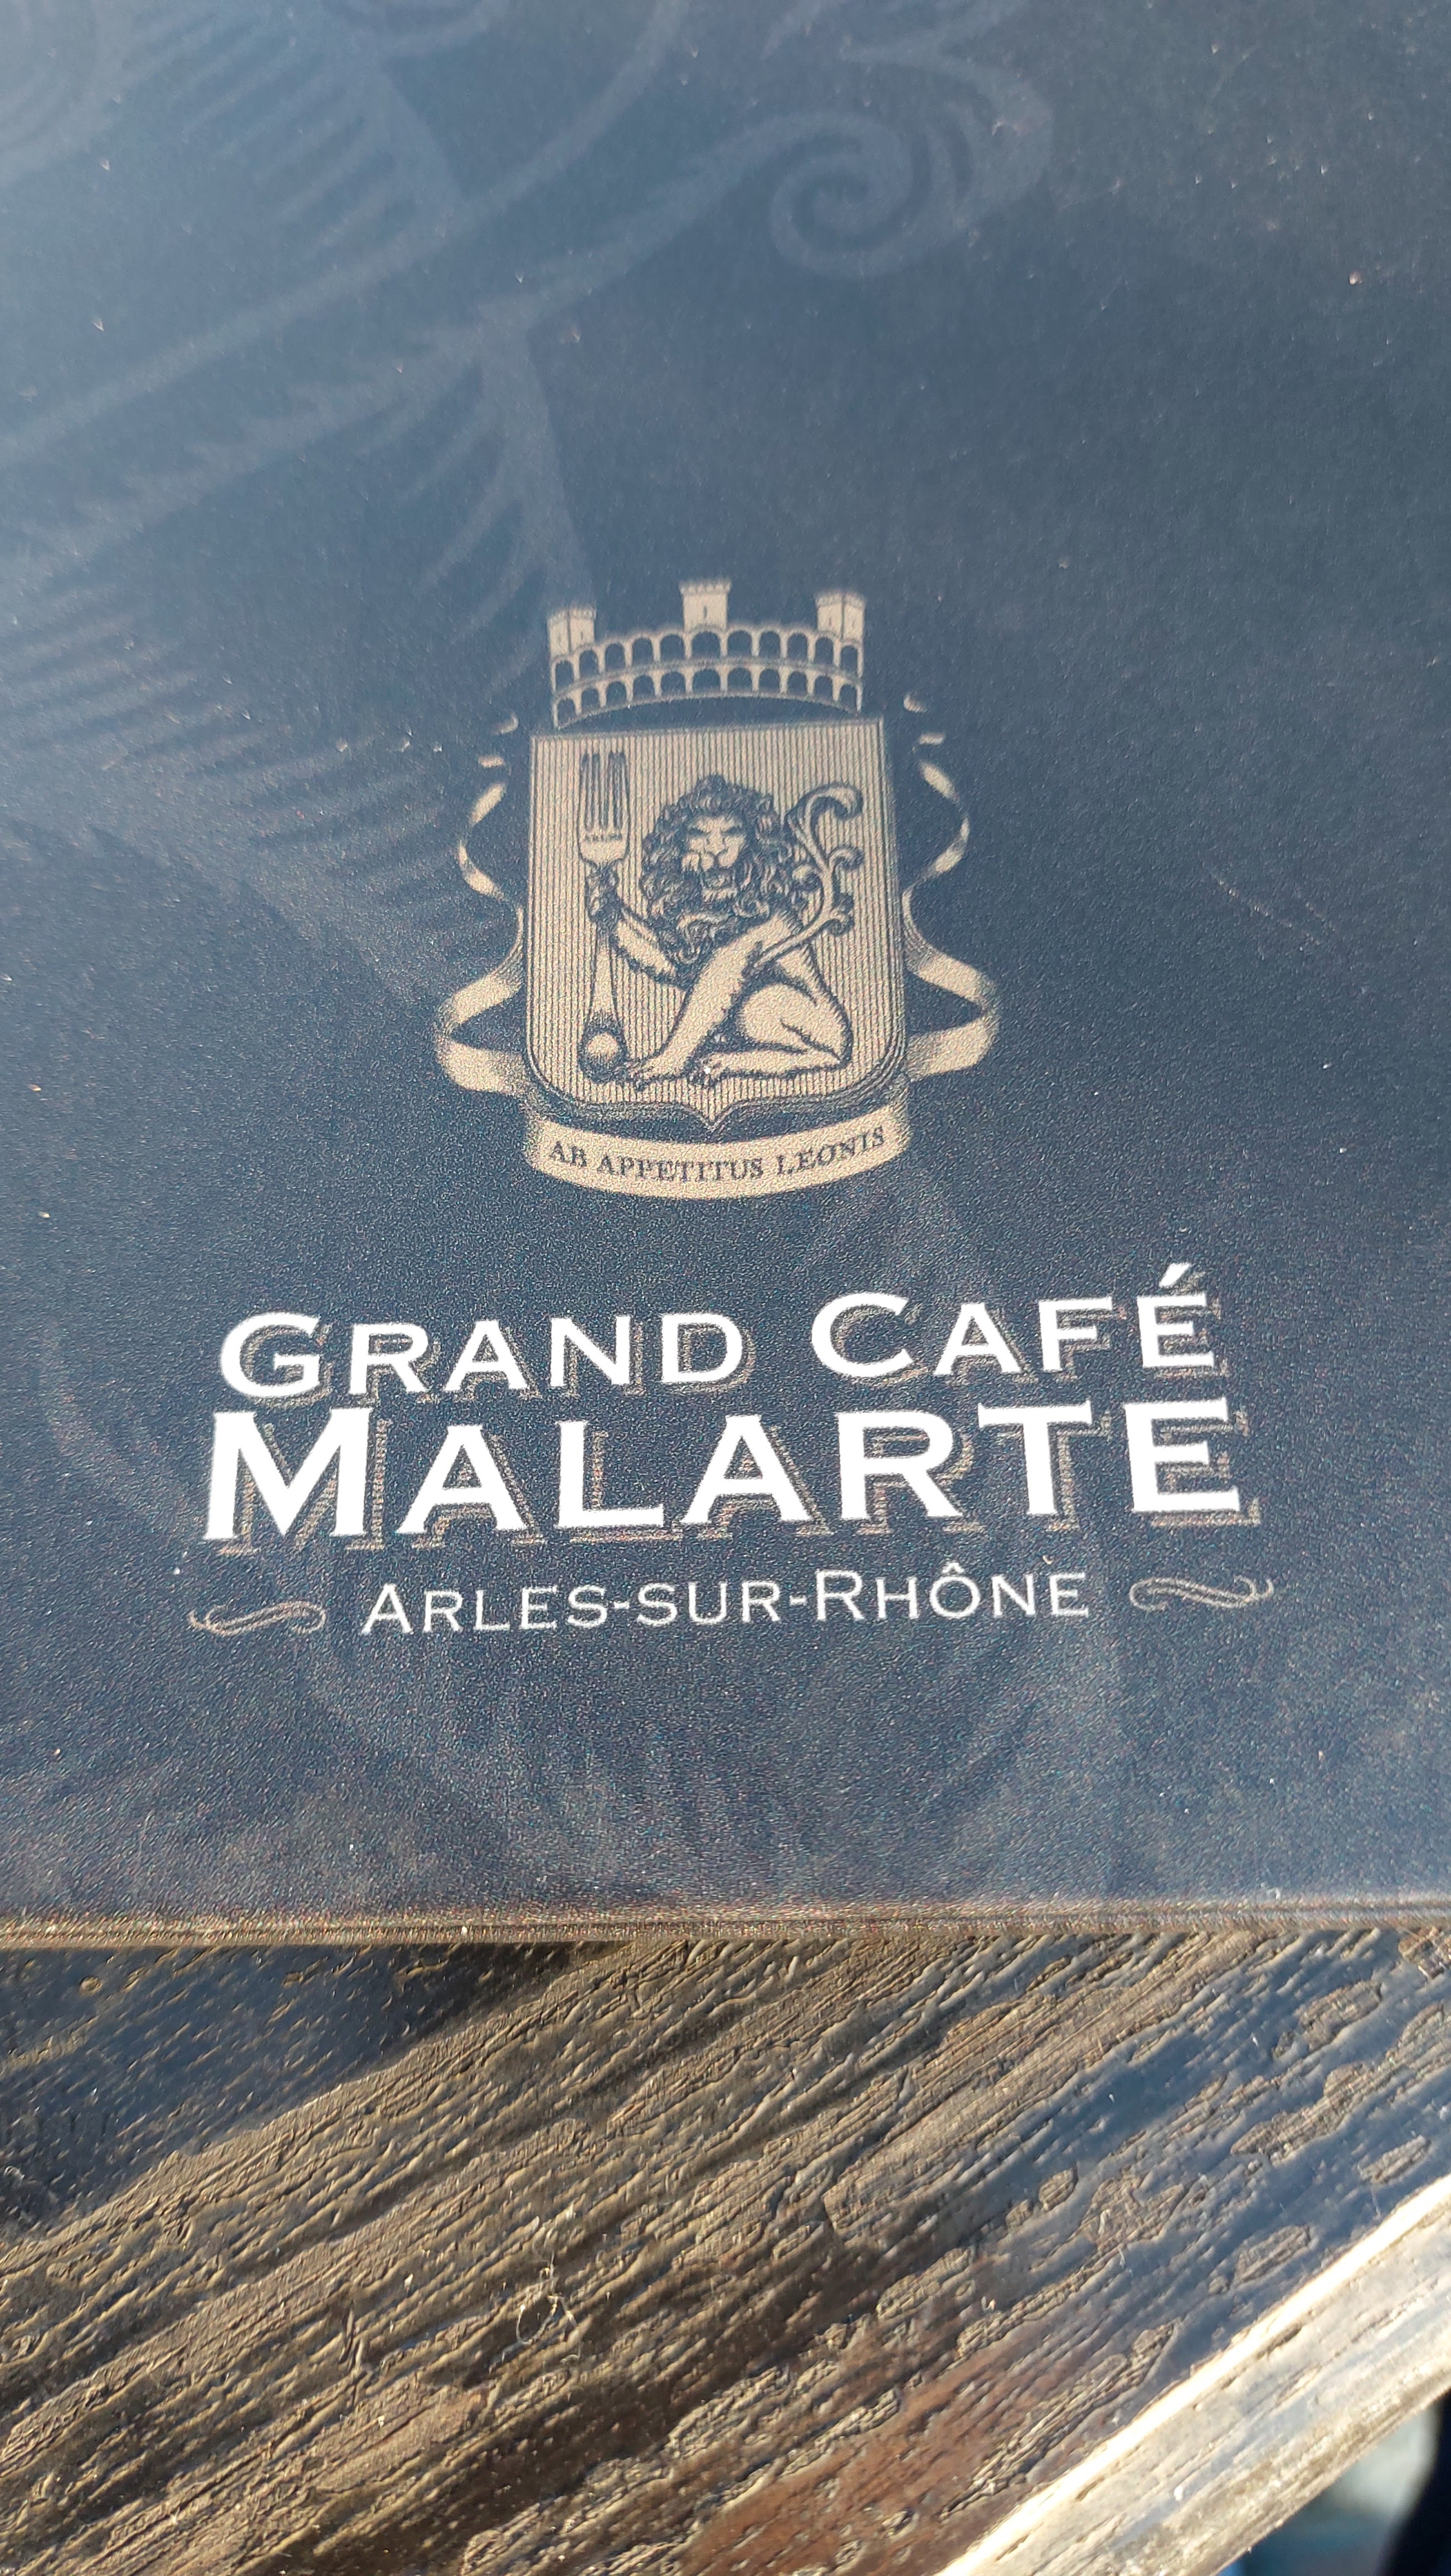 AB APPETITUS LEONIS
GRAND CAFÉ
MALARTE
ARLES-SUR-RHÔNE